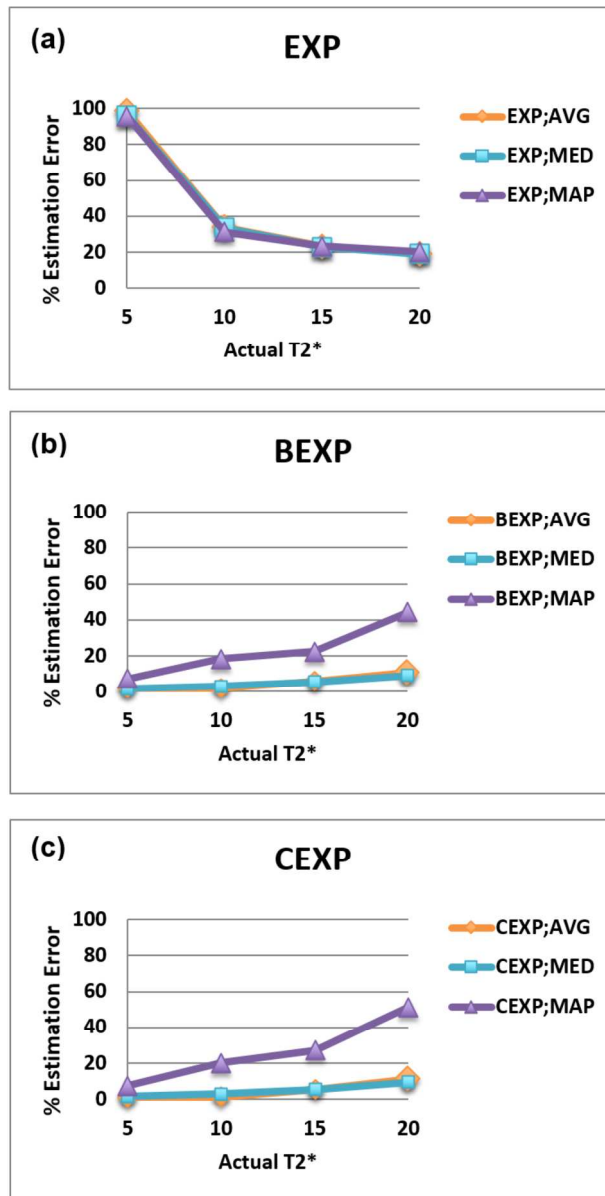 (a)
EXP
% Estimation Error
100
80
60
40
20
0
5 10 15 20
Actual T2*
EXP;AVG
EXP;MED
EXP;MAP
(b)
BEXP
% Estimation Error
100
80
60
40
20
0
5 10 15 20
Actual T2*
BEXP;AVG
BEXP;MED
BEXP;MAP
(c)
CEXP
% Estimation Error
100
80
60
40
20
0
5 10 15 20
Actual T2*
CEXP;AVG
CEXP;MED
CEXP;MAP